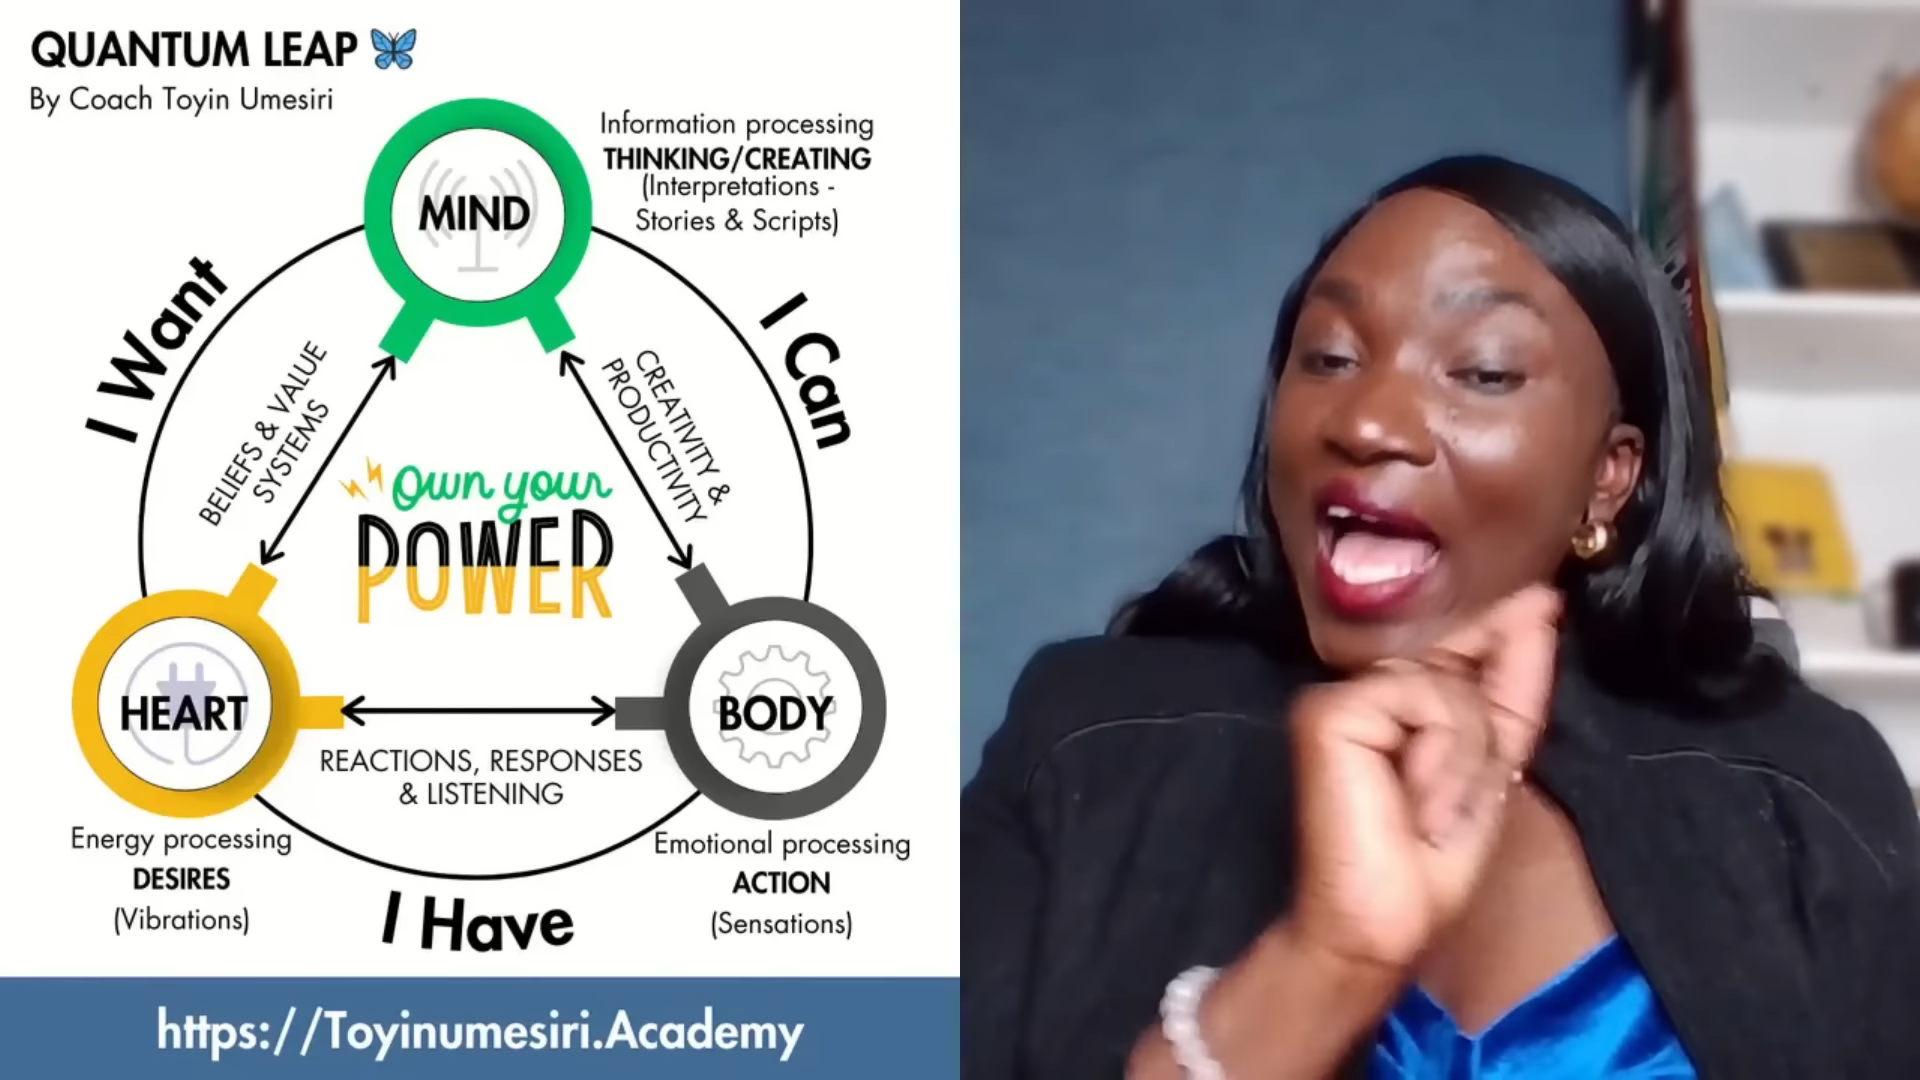 QUANTUM LEAP
By Coach Toyin Umesiri
Information processing
THINKING/CREATING
(Interpretations -
Stories & Scripts)
MIND
I Want
I Can
BELIEFS & VALUE
SYSTEMS
CREATIVITY &
PRODUCTIVITY
Own your
POWER
HEART
BODY
REACTIONS, RESPONSES
& LISTENING
Energy processing
DESIRES
(Vibrations)
Emotional processing
ACTION
(Sensations)
I Have
https://Toyinumesiri.Academy